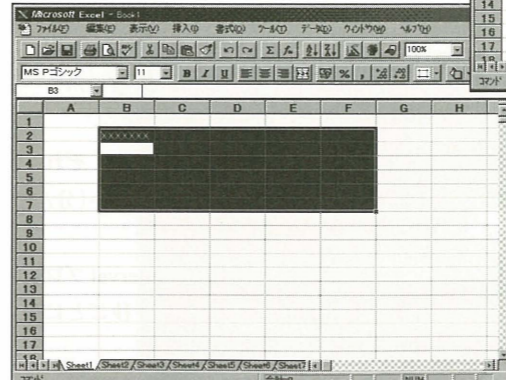 Microsoft Excel - Book1
ファイル(F) 編集(E) 表示(V) 挿入(I) 書式(O) ツール(T) データ(D) ウィンドウ(W) ヘルプ(H)
100%
MS Pゴシック 11 B I U % ,
B3
A B C D E F G H
1
2 XXXXXXX
3
4
5
6
7
8
9
10
11
12
13
14
15
16
17
18
Sheet1 Sheet2 Sheet3 Sheet4 Sheet5 Sheet6 Sheet7
コマンド NUM
14
15
16
17
18
コマンド